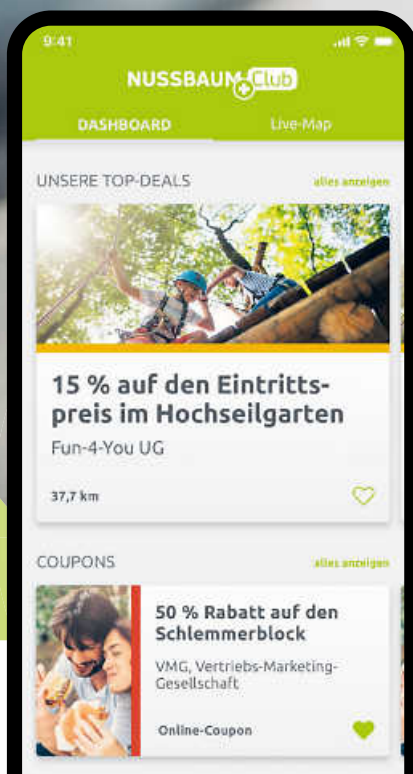 9:41
NUSSBAUM Club
DASHBOARD Live-Map
UNSERE TOP-DEALS alles anzeigen
15 % auf den Eintritts-
preis im Hochseilgarten
Fun-4-You UG
37,7 km
COUPONS alles anzeigen
50 % Rabatt auf den
Schlemmerblock
VMG, Vertriebs-Marketing-
Gesellschaft
Online-Coupon